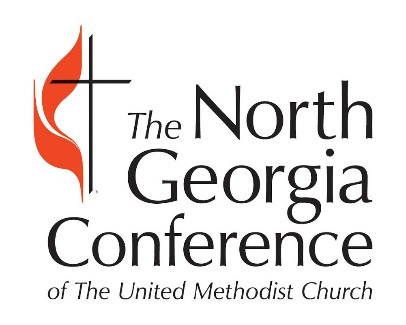 The North
Georgia
Conference
of The United Methodist Church